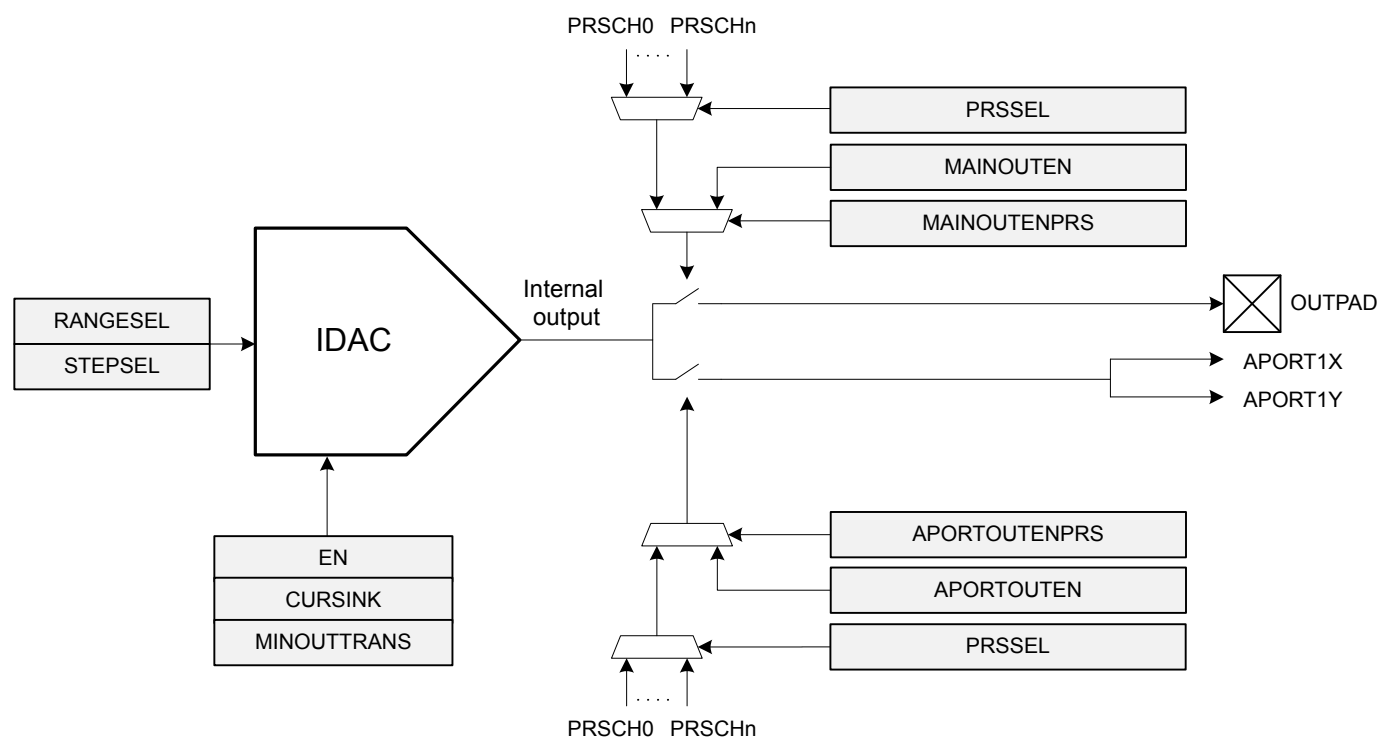 PRSCH0 PRSCHn
. . . .
PRSSEL
MAINOUTEN
MAINOUTENPRS
Internal
output
OUTPAD
RANGESEL
IDAC
STEPSEL
APORT1X
APORT1Y
EN
CURSINK
MINOUTTRANS
APORTOUTENPRS
APORTOUTEN
PRSSEL
. . . .
PRSCH0 PRSCHn